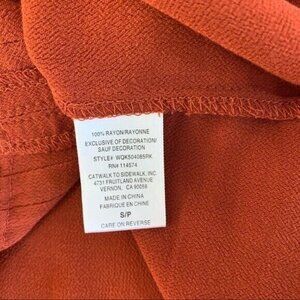 100% RAYON/RAYONNE
EXCLUSIVE OF DECORATION/
SAUF DECORATION
STYLE# WQK504085RK
RN# 114574
CATWALK TO SIDEWALK, INC.
4731 FRUITLAND AVENUE
VERNON, CA 90058
MADE IN CHINA
FABRIQUE EN CHINE
S/P
CARE ON REVERSE